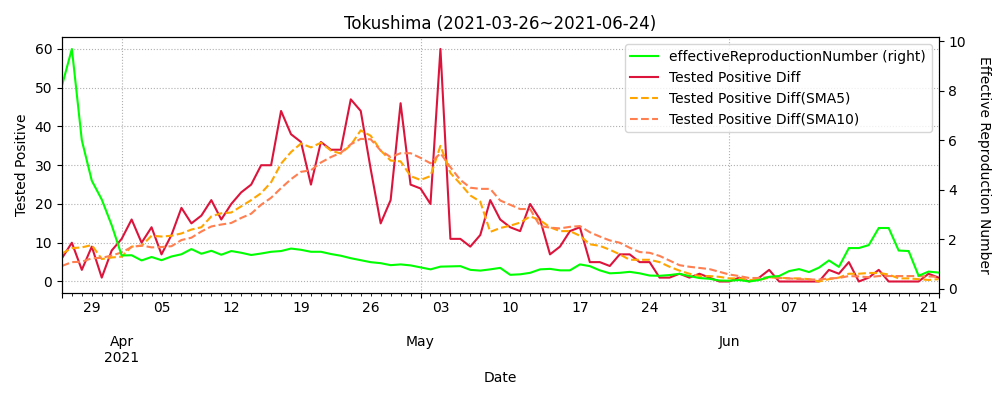 Tokushima (2021-03-26~2021-06-24)
effectiveReproductionNumber (right)
Tested Positive Diff
Tested Positive Diff(SMA5)
Tested Positive Diff(SMA10)
Tested Positive
60
50
40
30
20
10
0
10
8
6
4
2
0
Effective Reproduction Number
29 05 12 19 26 03 10 17 24 31 07 14 21
Apr May Jun
2021
Date